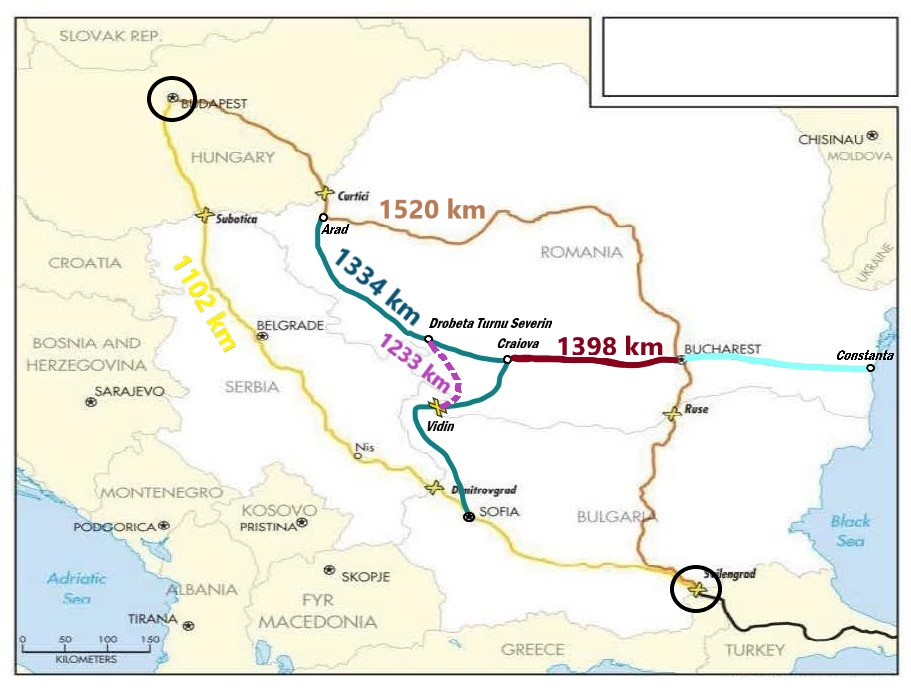 SLOVAK REP.
BUDAPEST
CHISINAU
MOLDOVA
HUNGARY
Curtici
Subotica
1520 km
Arad
ROMANIA
UKRAINE
CROATIA
1334 km
1102 km
Drobeta Turnu Severin
BELGRADE
Craiova
1398 km
BUCHAREST
Constanta
BOSNIA AND
HERZEGOVINA
1233 km
SERBIA
SARAJEVO
Ruse
Vidin
Nis
MONTENEGRO
Dimitrovgrad
KOSOVO
SOFIA
BULGARIA
PODGORICA
PRISTINA
Black
Sea
Adriatic
Sea
ALBANIA
SKOPJE
Svilengrad
FYR
MACEDONIA
TIRANA
0 50 100 150
KILOMETERS
GREECE
TURKEY